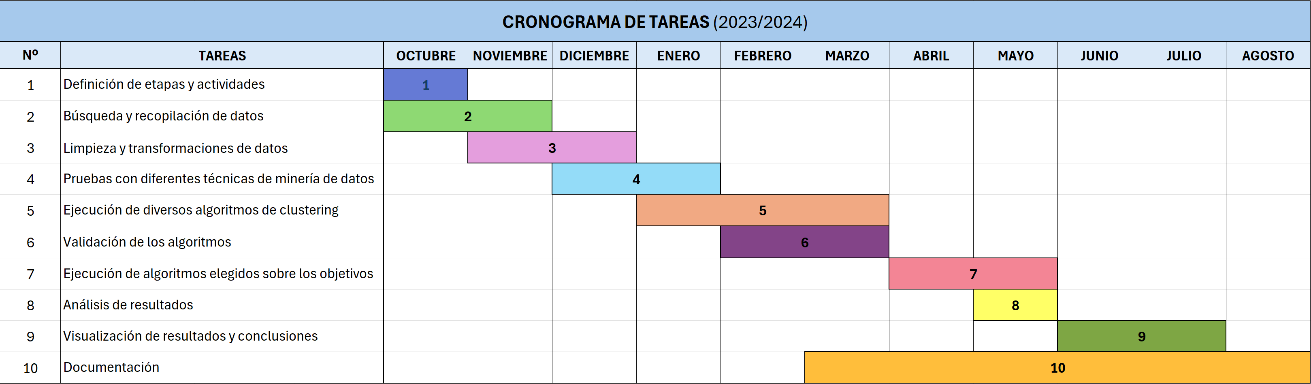 CRONOGRAMA DE TAREAS (2023/2024)
Nº TAREAS OCTUBRE NOVIEMBRE DICIEMBRE ENERO FEBRERO MARZO ABRIL MAYO JUNIO JULIO AGOSTO
1 Definición de etapas y actividades 1
2 Búsqueda y recopilación de datos 2
3 Limpieza y transformaciones de datos 3
4 Pruebas con diferentes técnicas de minería de datos 4
5 Ejecución de diversos algoritmos de clustering 5
6 Validación de los algoritmos 6
7 Ejecución de algoritmos elegidos sobre los objetivos 7
8 Análisis de resultados 8
9 Visualización de resultados y conclusiones 9
10 Documentación 10